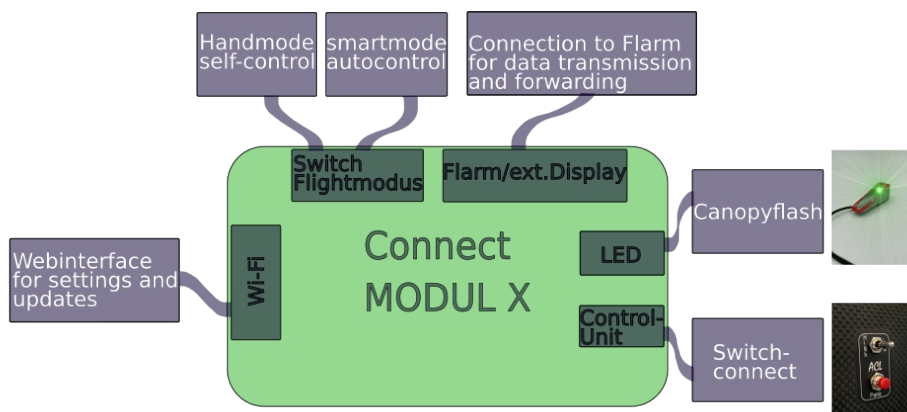 Handmode
self-control
smartmode
autocontrol
Connection to Flarm
for data transmission
and forwarding
Switch
Flightmodus
Flarm/ext.Display
Canopyflash
Connect
MODUL X
LED
Wi-Fi
Webinterface
for settings and
updates
Control-
Unit
Switch-
connect
High
ACL